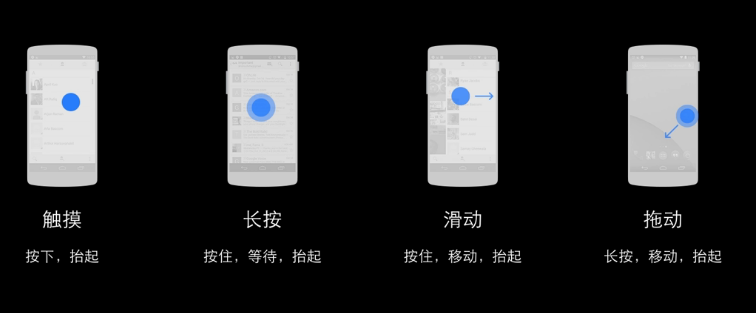 触摸
长按
滑动
拖动
按下，抬起
按住，等待，抬起
按住，移动，抬起
长按，移动，抬起